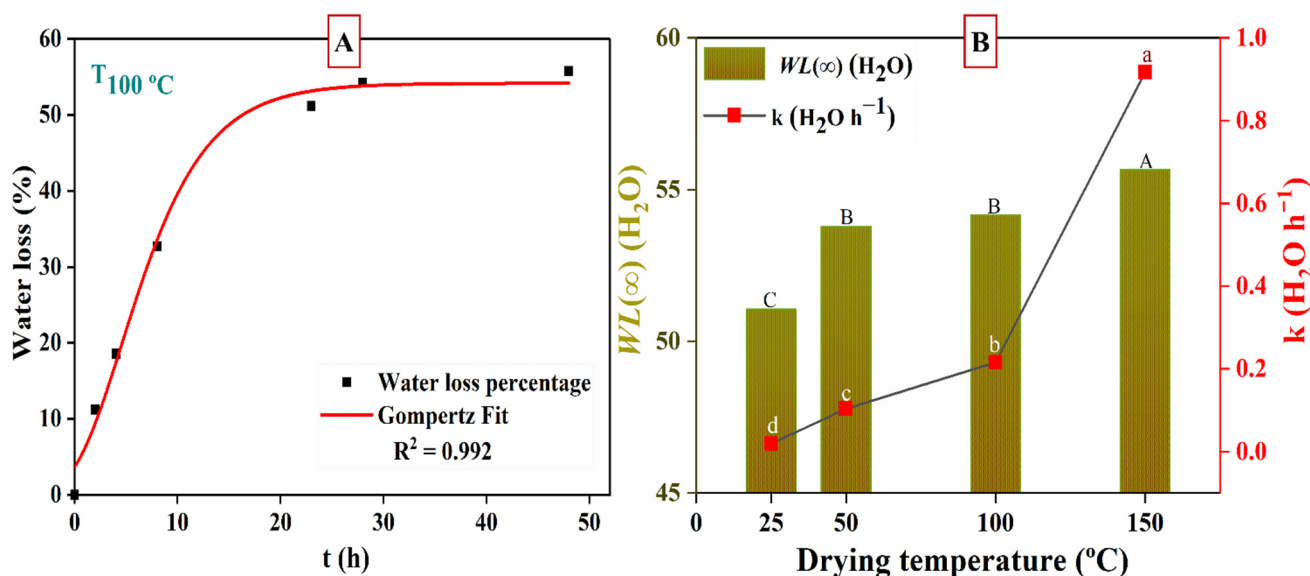 A
T100 ºC
60
50
40
30
20
10
0
Water loss (%)
Water loss percentage
Gompertz Fit
R2 = 0.992
0
10
20
30
40
50
t (h)
B
WL(∞) (H2O)
k (H2O h−1)
60
55
50
45
WL(∞) (H2O)
C
B
B
A
d
c
b
a
1.0
0.8
0.6
0.4
0.2
0.0
k (H2O h−1)
0
25
50
100
150
Drying temperature (ºC)